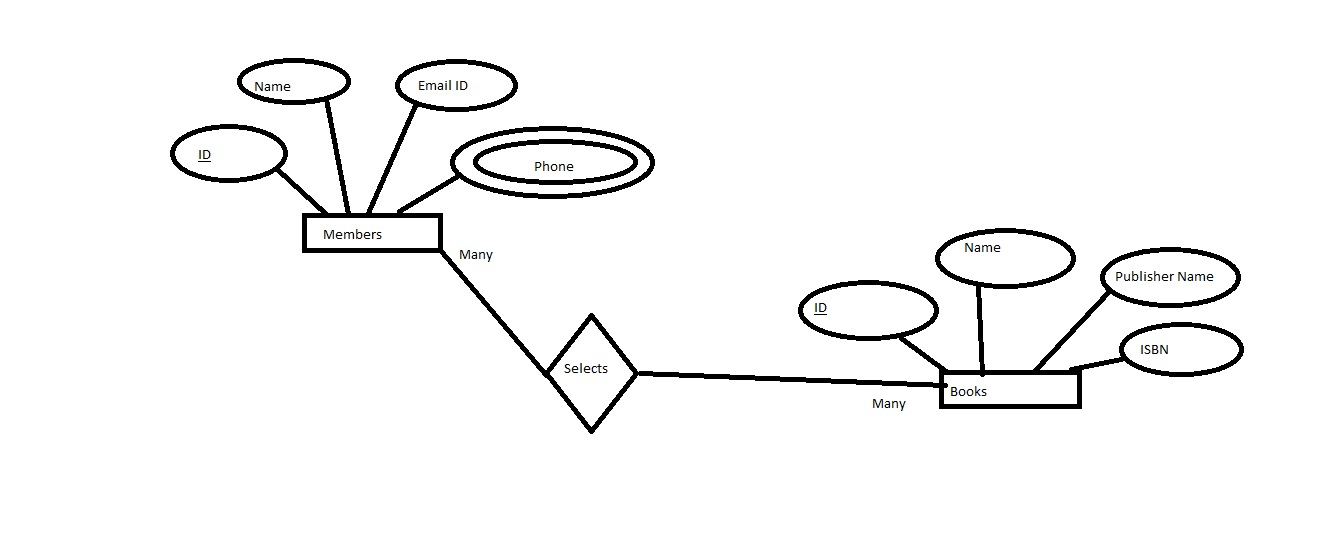 Name
Email ID
ID
Phone
Members
Many
Name
Publisher Name
ID
ISBN
Selects
Books
Many